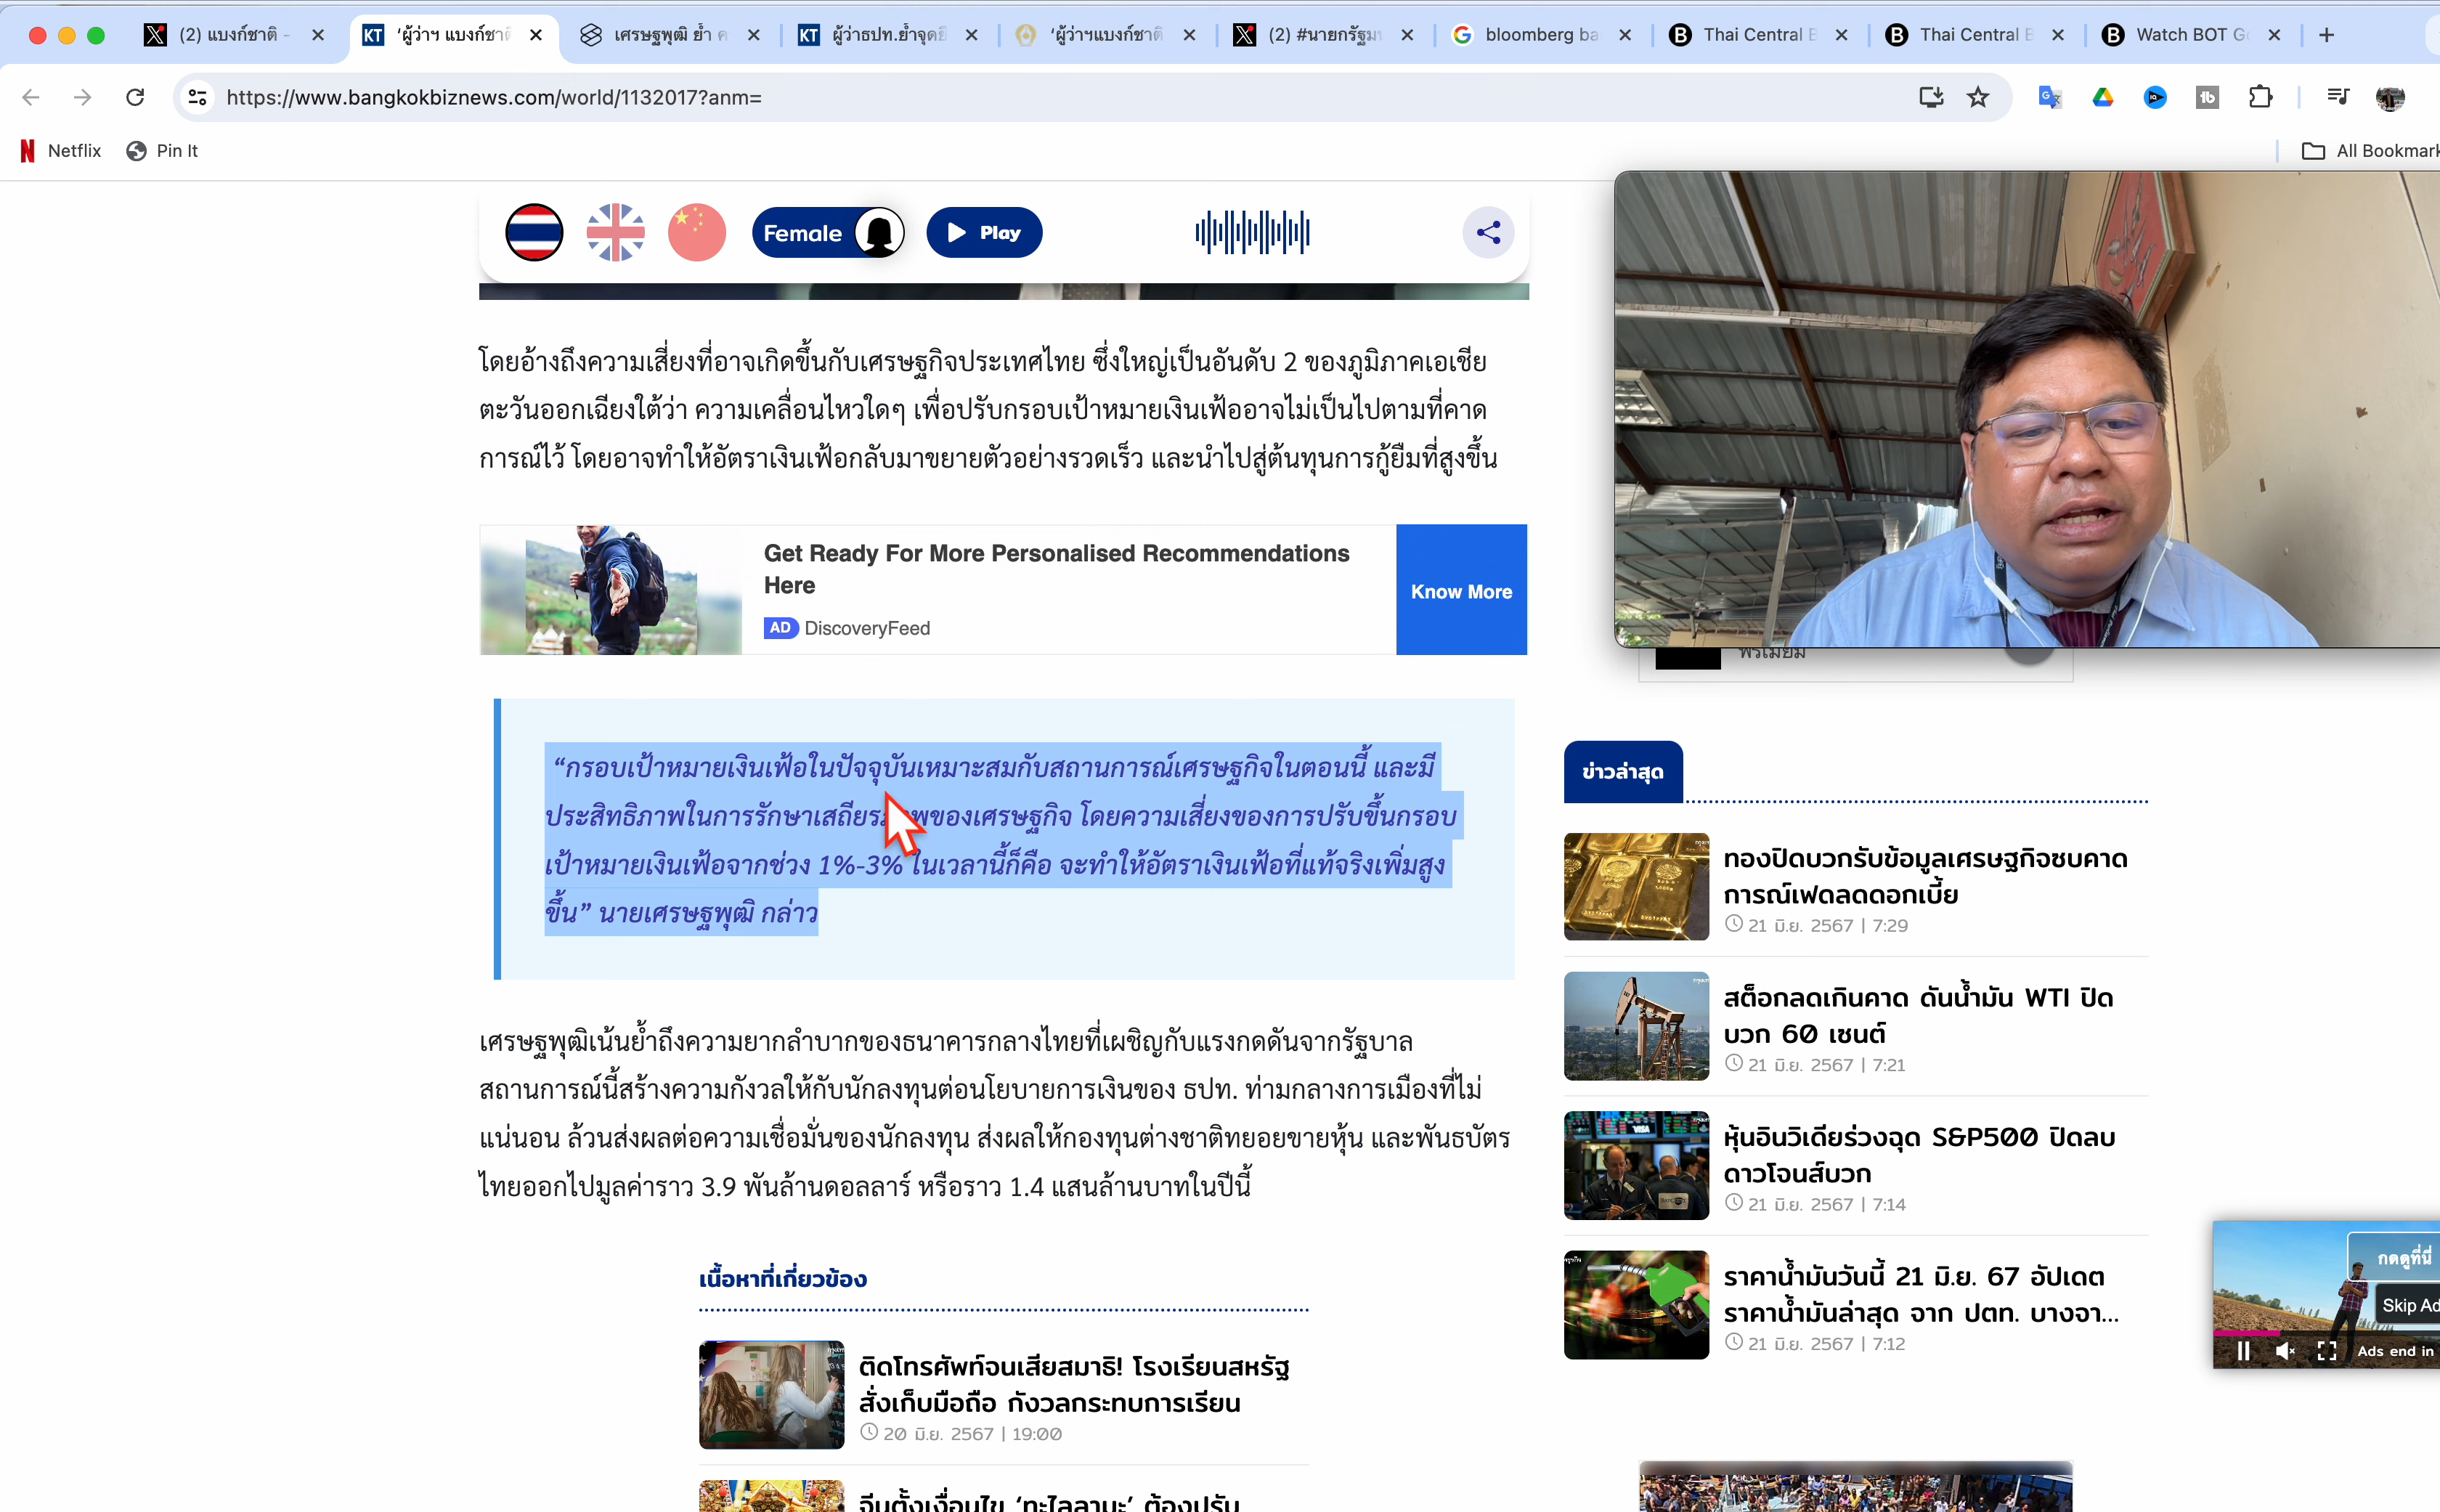 (2) แบงก์ชาติ -
‘ผู้ว่าฯ แบงก์ชาติ
เศรษฐพุฒิ ย้ำ ค
ผู้ว่าธปท.ย้ำจุดยื
‘ผู้ว่าฯแบงก์ชาติ
(2) #นายกรัฐมน
bloomberg ba
Thai Central B
Thai Central B
Watch BOT Go
https://www.bangkokbiznews.com/world/1132017?anm=
Netflix
Pin It
All Bookmark
Female
Play
โดยอ้างถึงความเสี่ยงที่อาจเกิดขึ้นกับเศรษฐกิจประเทศไทย ซึ่งใหญ่เป็นอันดับ 2 ของภูมิภาคเอเชีย
ตะวันออกเฉียงใต้ว่า ความเคลื่อนไหวใดๆ เพื่อปรับกรอบเป้าหมายเงินเฟ้ออาจไม่เป็นไปตามที่คาด
การณ์ไว้ โดยอาจทำให้อัตราเงินเฟ้อกลับมาขยายตัวอย่างรวดเร็ว และนำไปสู่ต้นทุนการกู้ยืมที่สูงขึ้น
Get Ready For More Personalised Recommendations
Here
AD DiscoveryFeed
Know More
พรีเมียม
“กรอบเป้าหมายเงินเฟ้อในปัจจุบันเหมาะสมกับสถานการณ์เศรษฐกิจในตอนนี้ และมี
ประสิทธิภาพในการรักษาเสถียรภาพของเศรษฐกิจ โดยความเสี่ยงของการปรับขึ้นกรอบ
เป้าหมายเงินเฟ้อจากช่วง 1%-3% ในเวลานี้ก็คือ จะทำให้อัตราเงินเฟ้อที่แท้จริงเพิ่มสูง
ขึ้น” นายเศรษฐพุฒิ กล่าว
เศรษฐพุฒิเน้นย้ำถึงความยากลำบากของธนาคารกลางไทยที่เผชิญกับแรงกดดันจากรัฐบาล
สถานการณ์นี้สร้างความกังวลให้กับนักลงทุนต่อนโยบายการเงินของ ธปท. ท่ามกลางการเมืองที่ไม่
แน่นอน ล้วนส่งผลต่อความเชื่อมั่นของนักลงทุน ส่งผลให้กองทุนต่างชาติทยอยขายหุ้น และพันธบัตร
ไทยออกไปมูลค่าราว 3.9 พันล้านดอลลาร์ หรือราว 1.4 แสนล้านบาทในปีนี้
เนื้อหาที่เกี่ยวข้อง
ติดโทรศัพท์จนเสียสมาธิ! โรงเรียนสหรัฐ
สั่งเก็บมือถือ กังวลกระทบการเรียน
20 มิ.ย. 2567 | 19:00
จีนตั้งเงื่อนไข ‘ทะไลลามะ’ ต้องปรับ
ข่าวล่าสุด
ทองปิดบวกรับข้อมูลเศรษฐกิจซบคาด
การณ์เฟดลดดอกเบี้ย
21 มิ.ย. 2567 | 7:29
สต็อกลดเกินคาด ดันน้ำมัน WTI ปิด
บวก 60 เซนต์
21 มิ.ย. 2567 | 7:21
หุ้นอินวิเดียร่วงฉุด S&P500 ปิดลบ
ดาวโจนส์บวก
21 มิ.ย. 2567 | 7:14
ราคาน้ำมันวันนี้ 21 มิ.ย. 67 อัปเดต
ราคาน้ำมันล่าสุด จาก ปตท. บางจา...
21 มิ.ย. 2567 | 7:12
กดดูที่นี่
Skip Ad
Ads end in